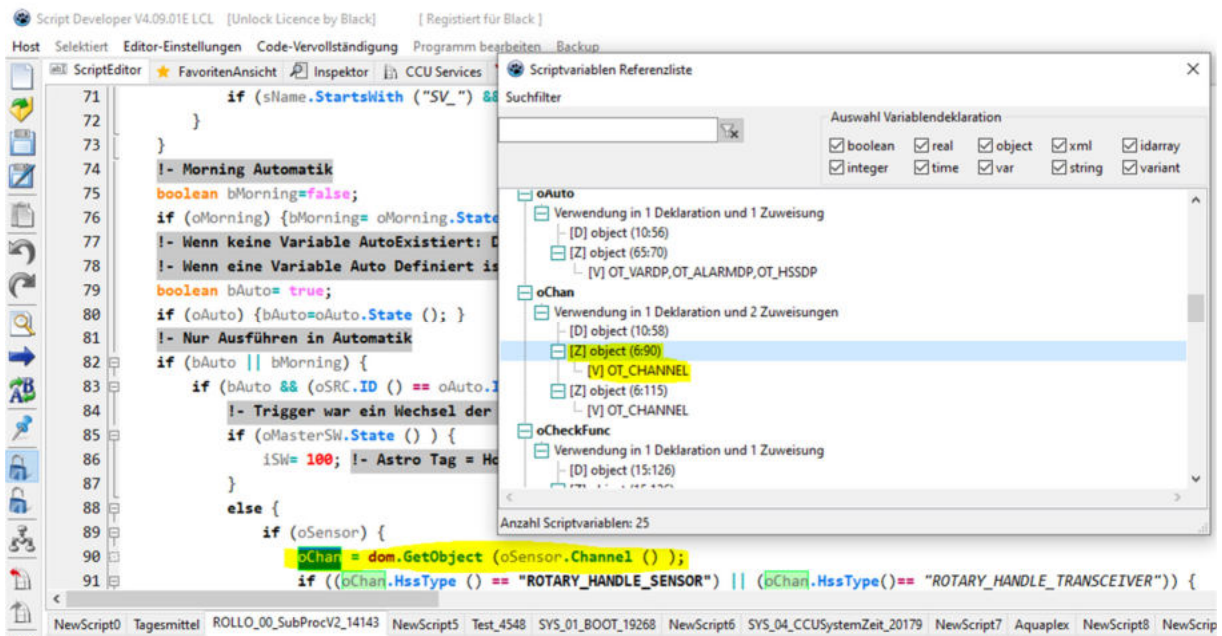 Script Developer V4.09.01E LCL [Unlock Licence by Black] [ Registiert für Black ]
Host Selektiert Editor-Einstellungen Code-Vervollständigung Programm bearbeiten Backup
ScriptEditor FavoritenAnsicht Inspektor CCU Services
71 if (sName.StartsWith ("SV_") &&
72 }
73 }
74 !- Morning Automatik
75 boolean bMorning=false;
76 if (oMorning) {bMorning= oMorning.State
77 !- Wenn keine Variable AutoExistiert: D
78 !- Wenn eine Variable Auto Definiert is
79 boolean bAuto= true;
80 if (oAuto) {bAuto=oAuto.State (); }
81 !- Nur Ausführen in Automatik
82 if (bAuto || bMorning) {
83 if (bAuto && (oSRC.ID () == oAuto.I
84 !- Trigger war ein Wechsel der
85 if (oMasterSW.State () ) {
86 iSW= 100; !- Astro Tag = Ho
87 }
88 else {
89 if (oSensor) {
90 oChan = dom.GetObject (oSensor.Channel () );
91 if ((oChan.HssType () == "ROTARY_HANDLE_SENSOR") || (oChan.HssType()== "ROTARY_HANDLE_TRANSCEIVER")) {
Scriptvariablen Referenzliste
Suchfilter
Auswahl Variablendeklaration
boolean real object xml idarray
integer time var string variant
oAuto
Verwendung in 1 Deklaration und 1 Zuweisung
[D] object (10:56)
[Z] object (65:70)
[V] OT_VARDP,OT_ALARMDP,OT_HSSDP
oChan
Verwendung in 1 Deklaration und 2 Zuweisungen
[D] object (10:58)
[Z] object (6:90)
[V] OT_CHANNEL
[Z] object (6:115)
[V] OT_CHANNEL
oCheckFunc
Verwendung in 1 Deklaration und 1 Zuweisung
[D] object (15:126)
Anzahl Scriptvariablen: 25
NewScript0 Tagesmittel ROLLO_00_SubProcV2_14143 NewScript5 Test_4548 SYS_01_BOOT_19268 NewScript6 SYS_04_CCUSystemZeit_20179 NewScript7 Aquaplex NewScript8 NewScrip